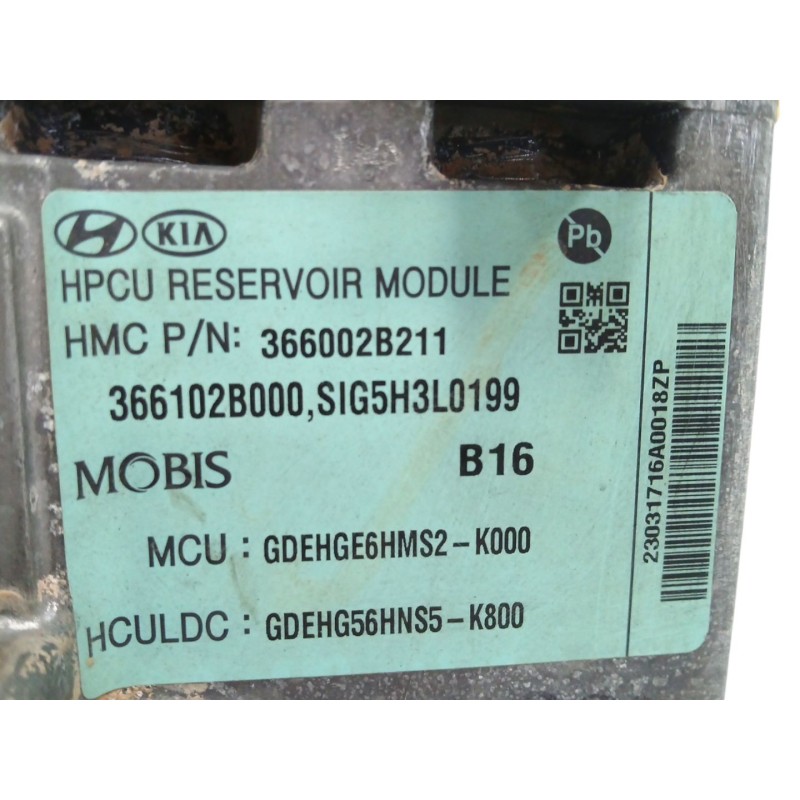 KIA
Pb
HPCU RESERVOIR MODULE
HMC P/N: 366002B211
366102B000,SIG5H3L0199
MOBIS B16
MCU : GDEHGE6HMS2-K000
HCULDC : GDEHG56HNS5-K800
23031716A0018ZP